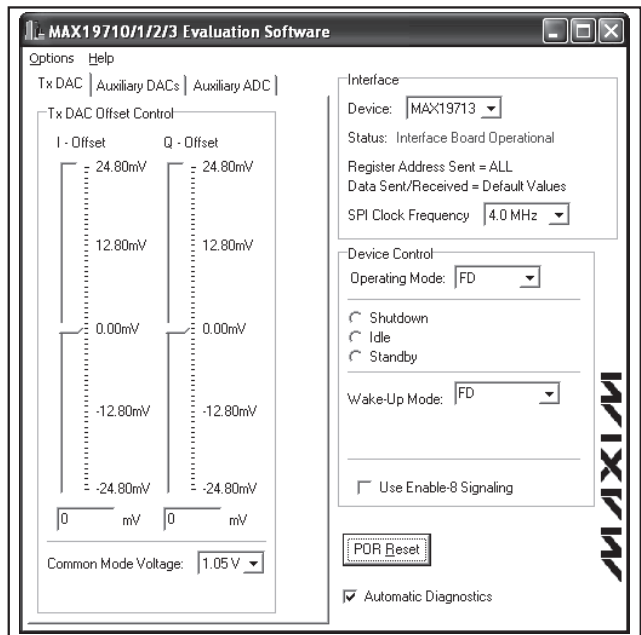 MAX19710/1/2/3 Evaluation Software
Options Help
Tx DAC Auxiliary DACs Auxiliary ADC
Tx DAC Offset Control
I - Offset Q - Offset
24.80mV 24.80mV
12.80mV 12.80mV
0.00mV 0.00mV
-12.80mV -12.80mV
-24.80mV -24.80mV
0 mV 0 mV
Common Mode Voltage: 1.05 V
Interface
Device: MAX19713
Status: Interface Board Operational
Register Address Sent = ALL
Data Sent/Received = Default Values
SPI Clock Frequency 4.0 MHz
Device Control
Operating Mode: FD
Shutdown
Idle
Standby
Wake-Up Mode: FD
Use Enable-8 Signaling
POR Reset
Automatic Diagnostics
MAXIM